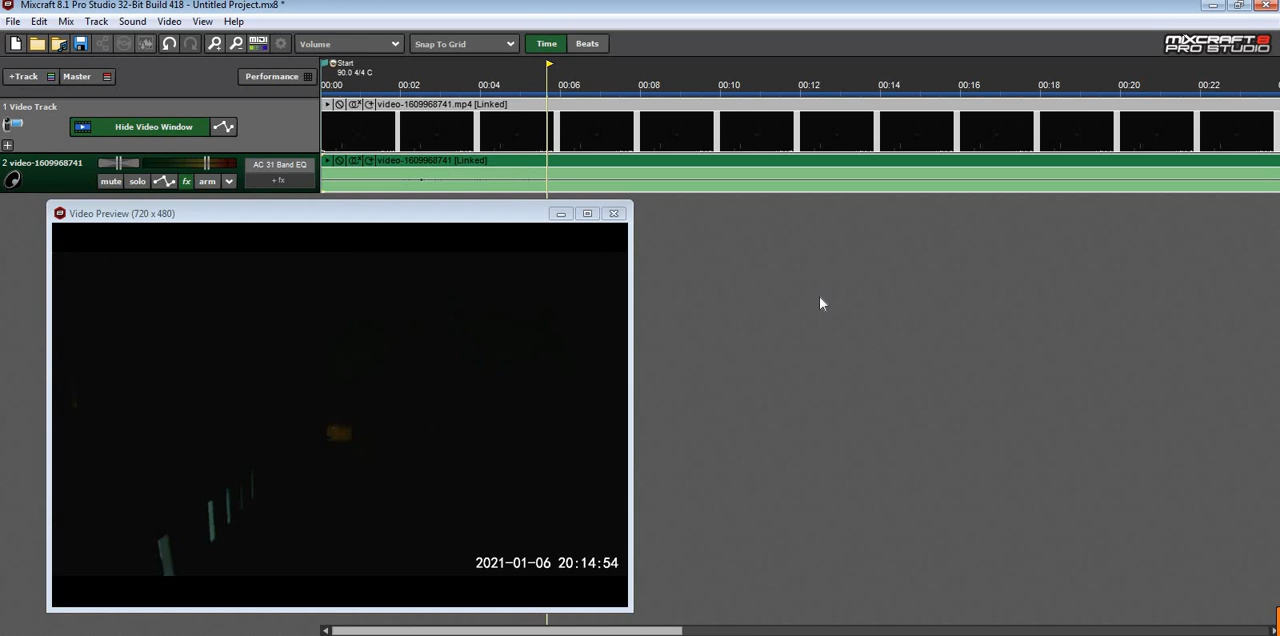 Mixcraft 8.1 Pro Studio 32-Bit Build 418 - Untitled Project.mx8 *
File Edit Mix Track Sound Video View Help
Volume Snap To Grid Time Beats MIXCRAFT 8 PRO STUDIO
+Track Master Performance Start
90.0 4/4 C
00:00 00:02 00:04 00:06 00:08 00:10 00:12 00:14 00:16 00:18 00:20 00:22
1 Video Track video-1609968741.mp4 [Linked]
Hide Video Window
2 video-1609968741 AC 31 Band EQ video-1609968741 [Linked]
mute solo fx arm + fx
Video Preview (720 x 480)
2021-01-06 20:14:54